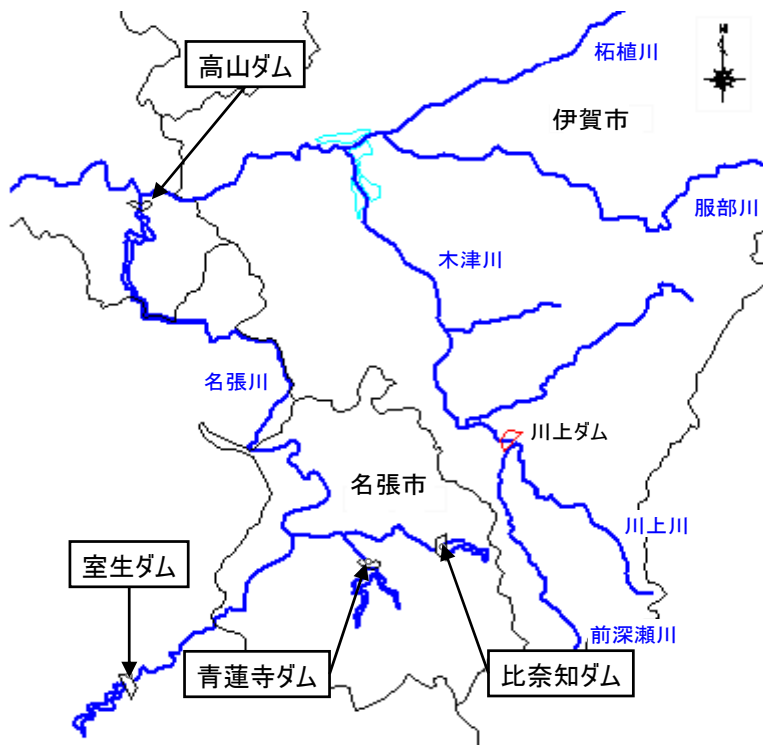 柘植川
高山ダム
伊賀市
服部川
木津川
名張川
川上ダム
名張市
川上川
室生ダム
前深瀬川
青蓮寺ダム
比奈知ダム